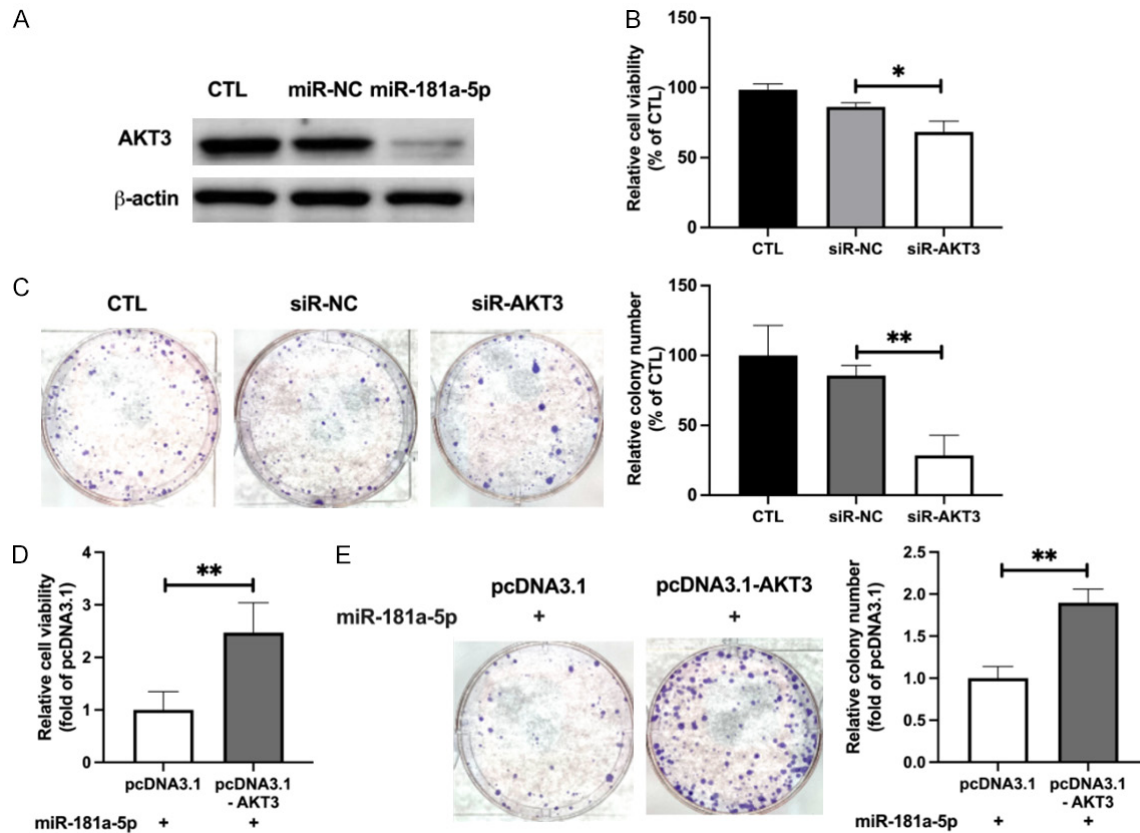 A
CTL miR-NC miR-181a-5p
AKT3
β-actin
B
Relative cell viability
(% of CTL)
150
100
50
0
*
CTL siR-NC siR-AKT3
C
CTL siR-NC siR-AKT3
Relative colony number
(% of CTL)
150
100
50
0
**
CTL siR-NC siR-AKT3
D
Relative cell viability
(fold of pcDNA3.1)
4
3
2
1
0
**
pcDNA3.1 pcDNA3.1
- AKT3
miR-181a-5p + +
E
pcDNA3.1 pcDNA3.1-AKT3
miR-181a-5p + +
Relative colony number
(fold of pcDNA3.1)
2.5
2.0
1.5
1.0
0.5
0.0
**
pcDNA3.1 pcDNA3.1
- AKT3
miR-181a-5p + +